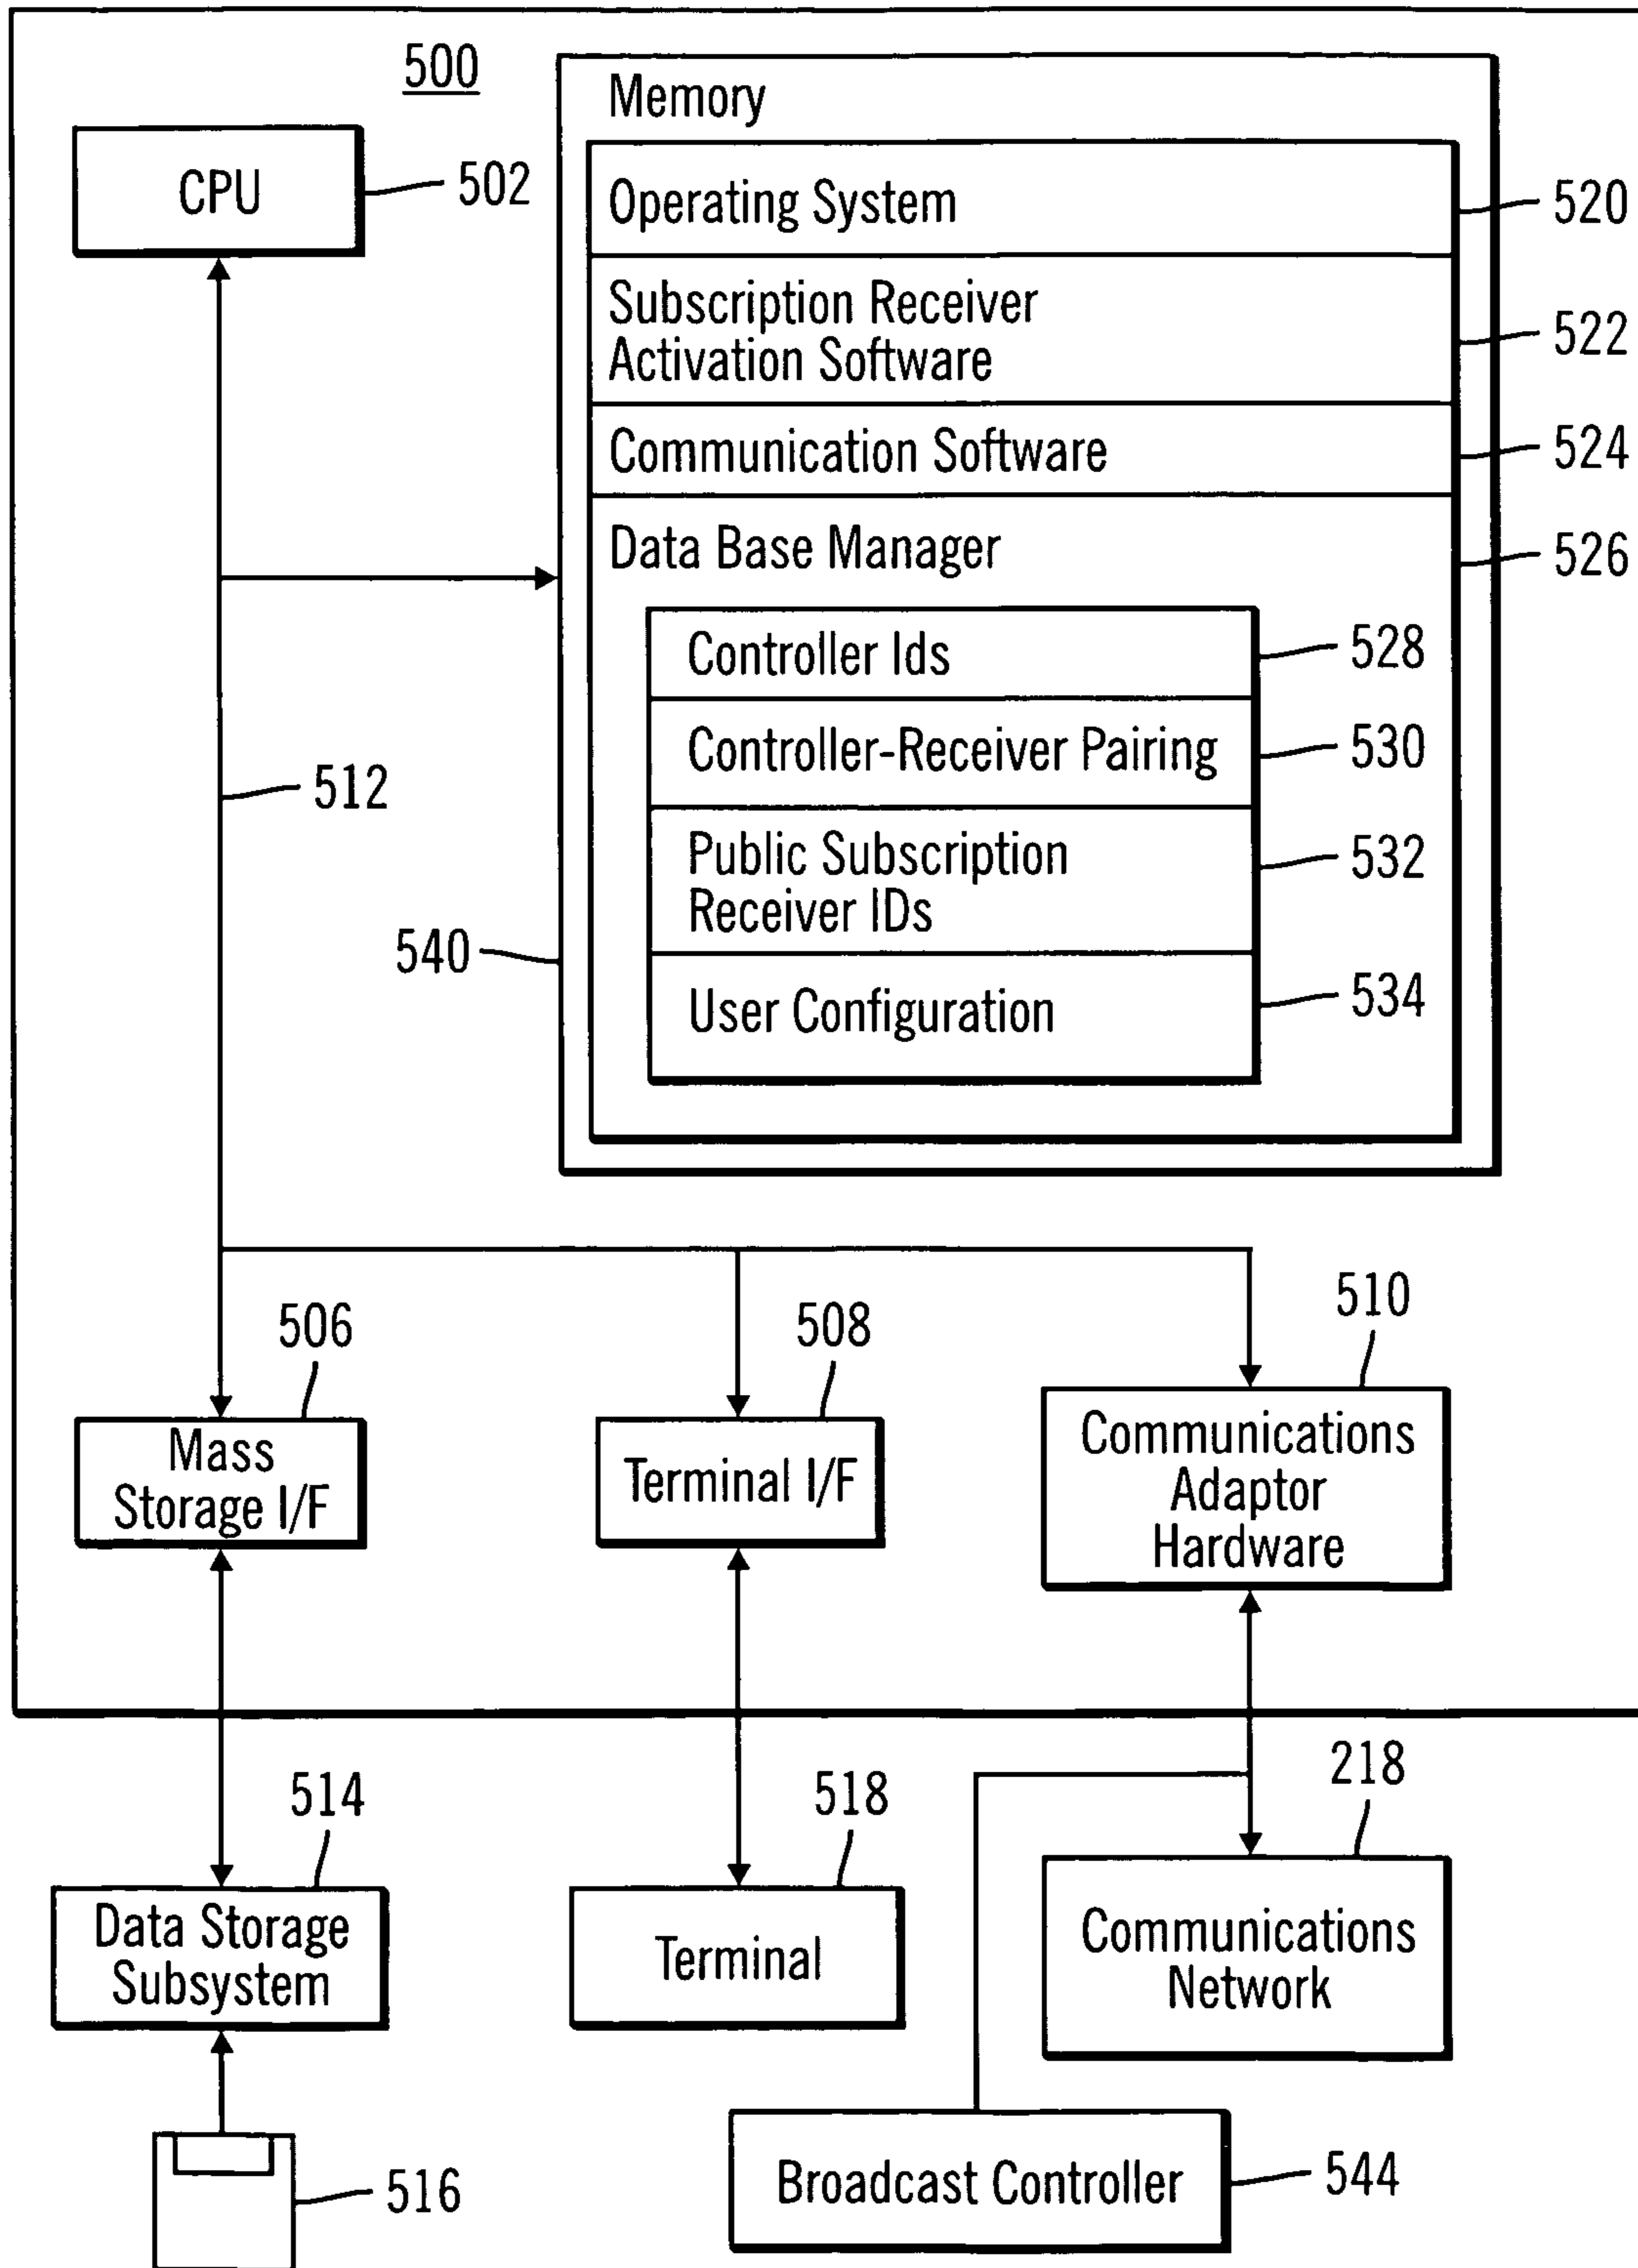 500
Memory
CPU
502
Operating System
520
Subscription Receiver
Activation Software
522
Communication Software
524
Data Base Manager
526
Controller Ids
528
Controller-Receiver Pairing
530
512
Public Subscription
Receiver IDs
532
540
User Configuration
534
506
508
510
Mass
Storage I/F
Terminal I/F
Communications
Adaptor
Hardware
514
518
218
Data Storage
Subsystem
Terminal
Communications
Network
516
Broadcast Controller
544